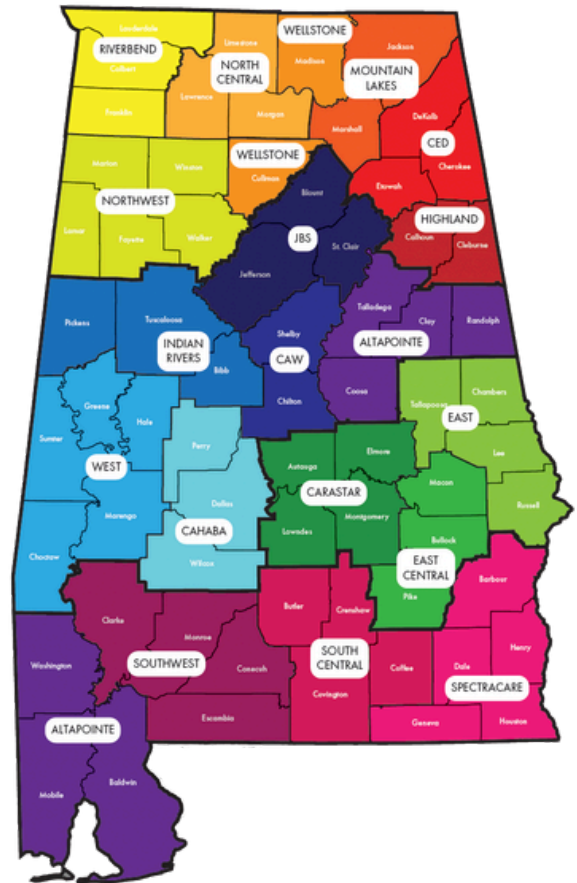 Lauderdale
RIVERBEND
Colbert
Franklin
Limestone
NORTH
CENTRAL
Lawrence
Morgan
WELLSTONE
Madison
Jackson
MOUNTAIN
LAKES
Marshall
DeKalb
CED
Cherokee
Etowah
WELLSTONE
Cullman
Marion
Winston
NORTHWEST
Lamar
Fayette
Walker
Blount
JBS
St. Clair
Jefferson
HIGHLAND
Calhoun
Cleburne
Pickens
Tuscaloosa
INDIAN
RIVERS
Bibb
Shelby
CAW
Chilton
Talladega
Clay
Randolph
ALTAPOINTE
Coosa
Greene
Hale
Sumter
WEST
Marengo
Choctaw
Perry
Dallas
CAHABA
Wilcox
Autauga
Elmore
CARASTAR
Lowndes
Montgomery
Tallapoosa
Chambers
EAST
Lee
Russell
Macon
Bullock
EAST
CENTRAL
Pike
Clarke
Monroe
SOUTHWEST
Conecuh
Escambia
Butler
Crenshaw
SOUTH
CENTRAL
Coffee
Covington
Barbour
Henry
Dale
SPECTRACARE
Geneva
Houston
Washington
ALTAPOINTE
Mobile
Baldwin